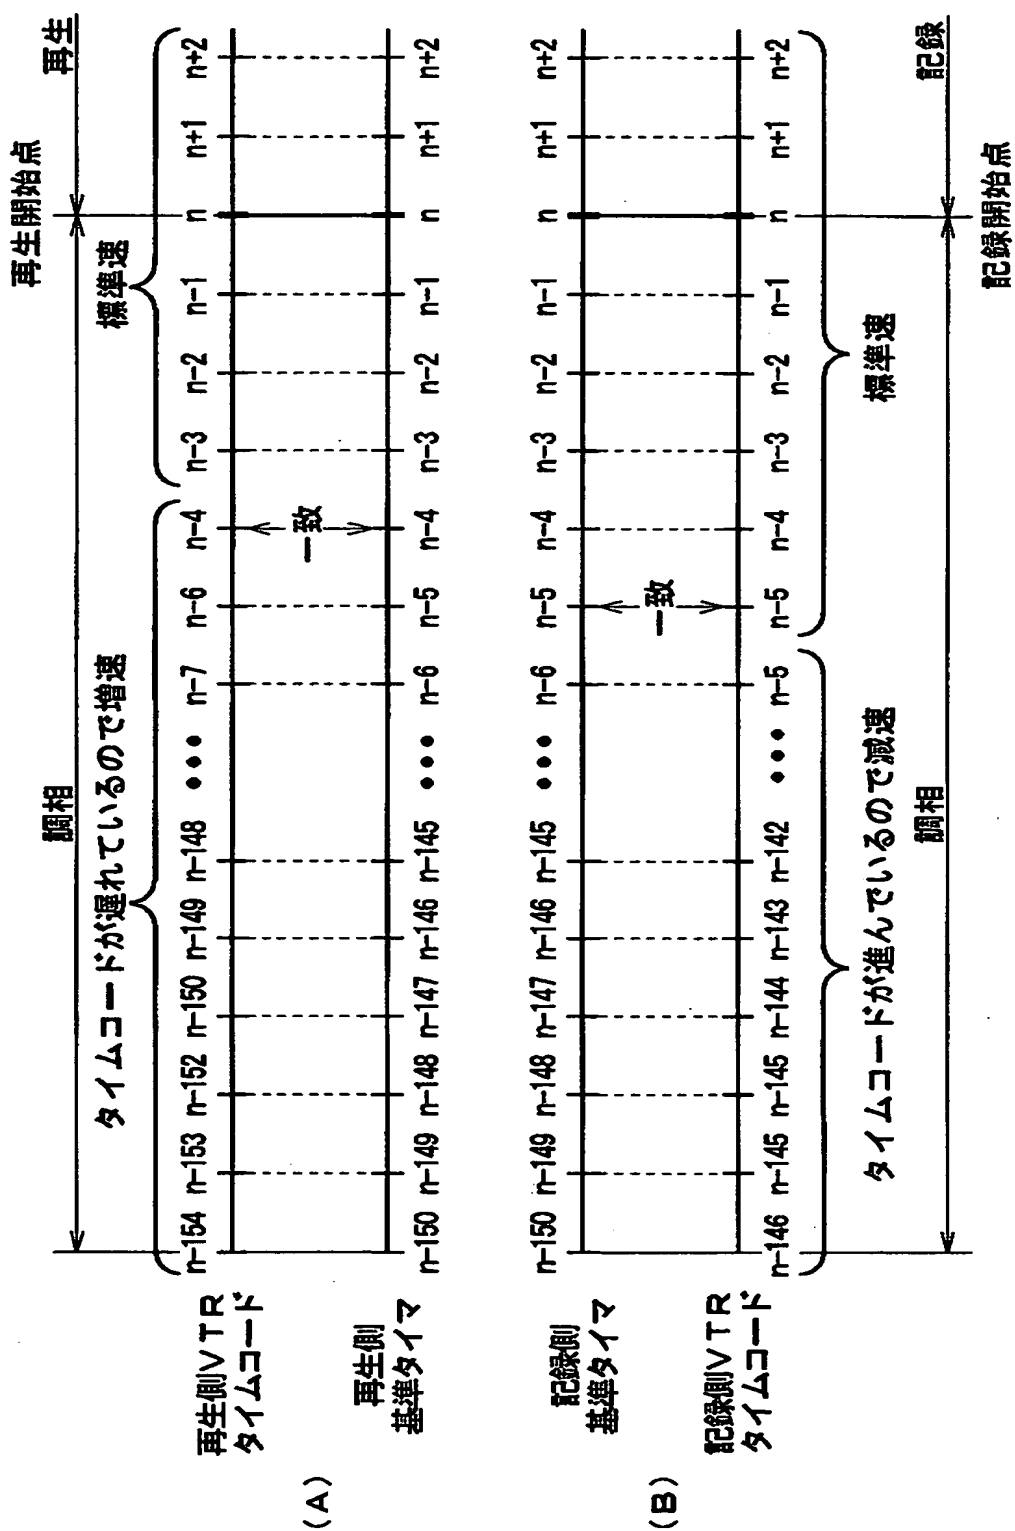 再生開始点
調相 再生
タイムコードが遅れているので増速 標準速
再生側VTR
タイムコード
n-154 n-153 n-152 n-150 n-149 n-148 ••• n-7 n-6 n-4 n-3 n-2 n-1 n n+1 n+2
(A)
一致
再生側
基準タイマ
n-150 n-149 n-148 n-147 n-146 n-145 ••• n-6 n-5 n-4 n-3 n-2 n-1 n n+1 n+2
記録側
基準タイマ
n-150 n-149 n-148 n-147 n-146 n-145 ••• n-6 n-5 n-4 n-3 n-2 n-1 n n+1 n+2
(B)
一致
記録側VTR
タイムコード
n-146 n-145 n-145 n-144 n-143 n-142 ••• n-5 n-5 n-4 n-3 n-2 n-1 n n+1 n+2
タイムコードが進んでいるので減速 標準速
調相 記録
記録開始点